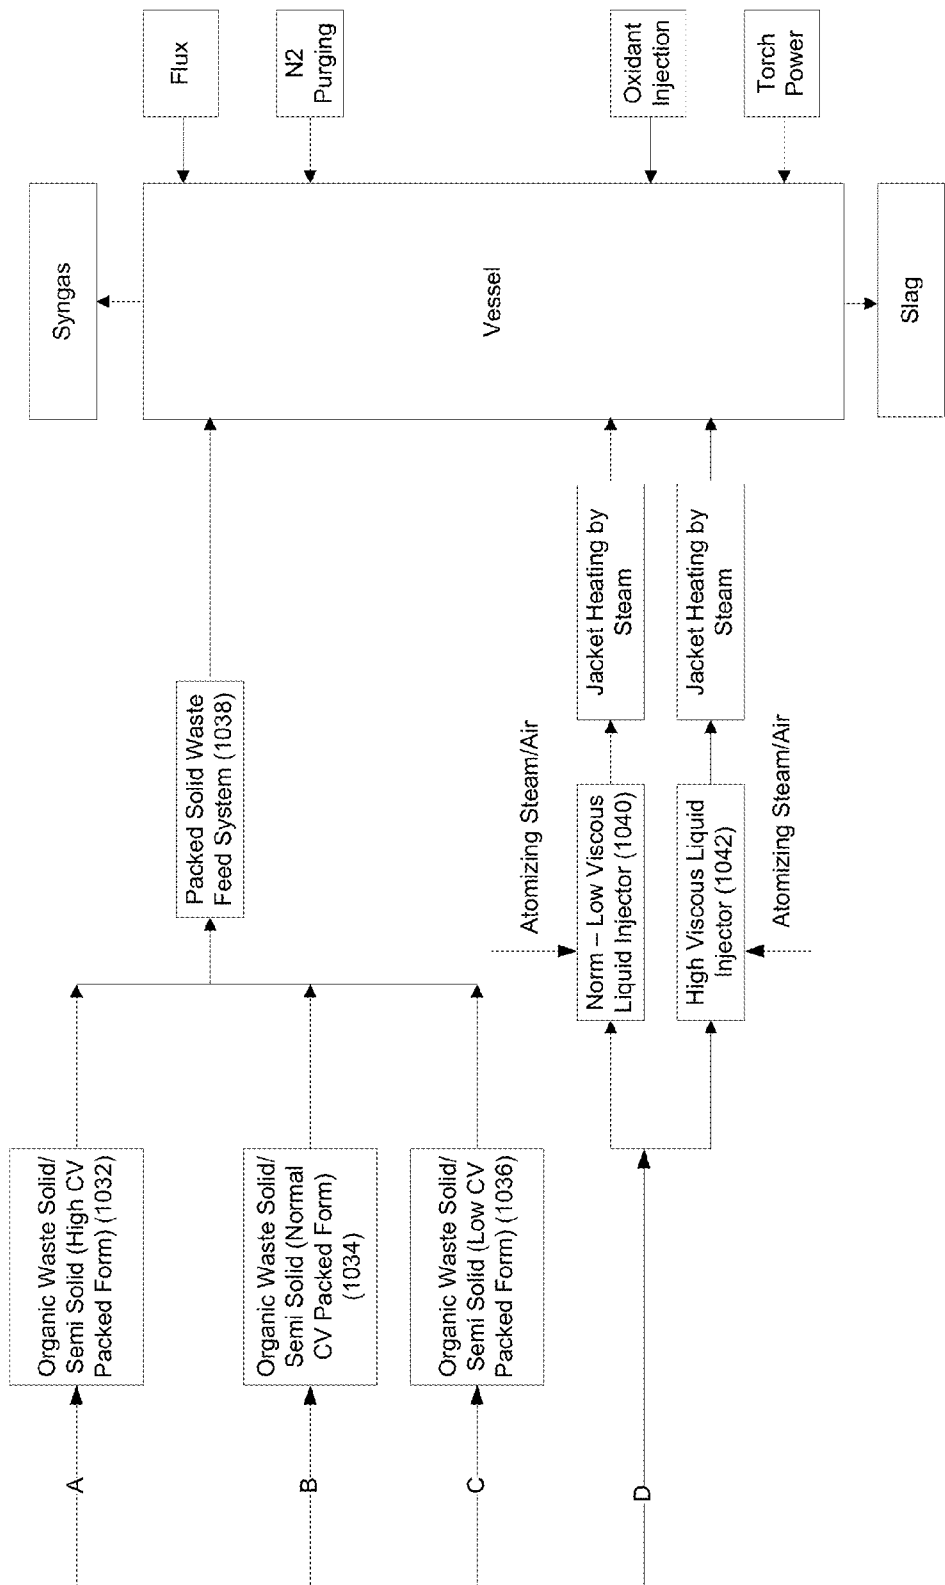 A
Organic Waste Solid/
Semi Solid (High CV
Packed Form) (1032)
B
Organic Waste Solid/
Semi Solid (Normal
CV Packed Form)
(1034)
C
Organic Waste Solid/
Semi Solid (Low CV
Packed Form) (1036)
D
Packed Solid Waste
Feed System (1038)
Atomizing Steam/Air
Norm – Low Viscous
Liquid Injector (1040)
High Viscous Liquid
Injector (1042)
Atomizing Steam/Air
Jacket Heating by
Steam
Jacket Heating by
Steam
Syngas
Vessel
Slag
Flux
N2
Purging
Oxidant
Injection
Torch
Power